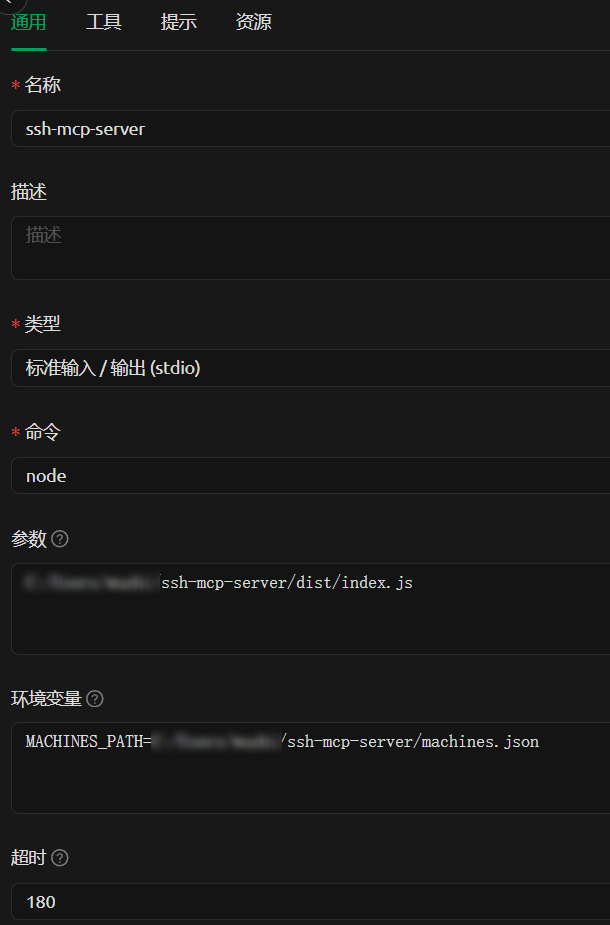 通用 工具 提示 资源
* 名称
ssh-mcp-server
描述
描述
* 类型
标准输入 / 输出 (stdio)
* 命令
node
参数 ?
ssh-mcp-server/dist/index.js
环境变量 ?
MACHINES_PATH= /ssh-mcp-server/machines.json
超时 ?
180